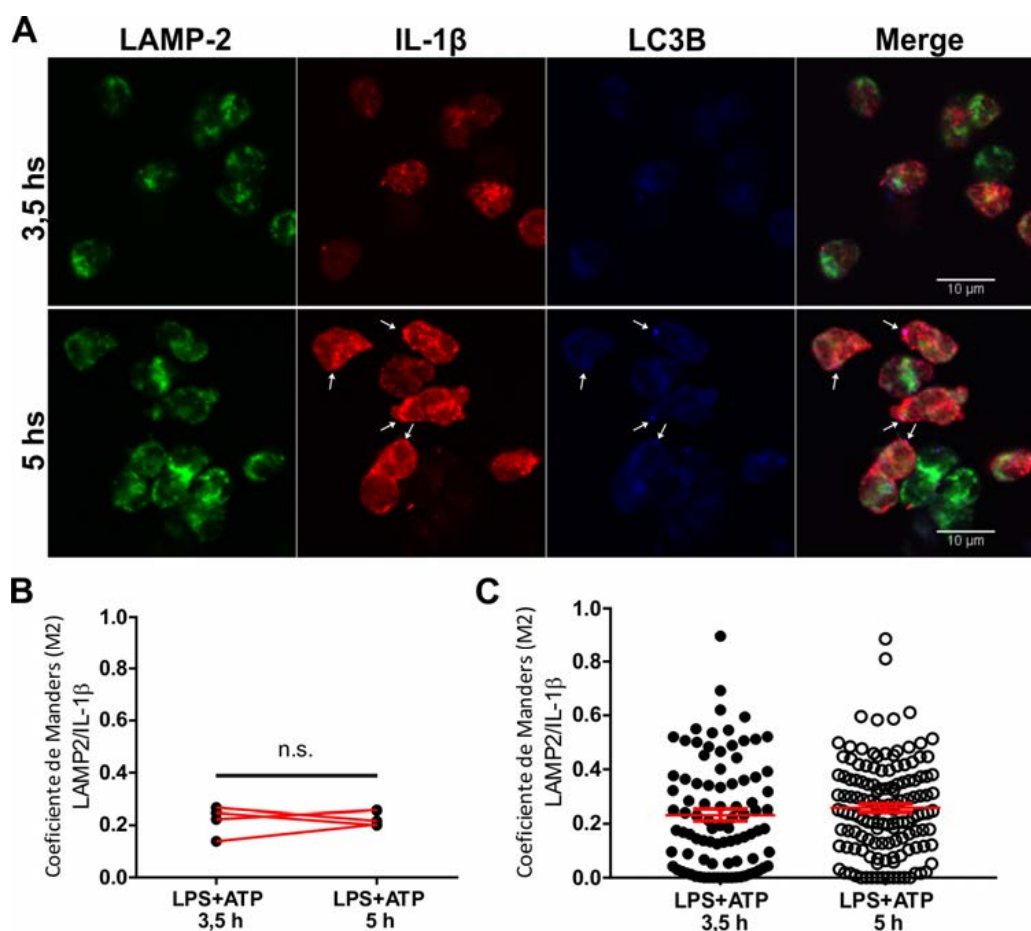 A
LAMP-2 IL-1β LC3B Merge
3,5 hs
10 µm
5 hs
10 µm
B
Coeficiente de Manders (M2)
LAMP2/IL-1β
1.0
0.8
0.6
0.4
0.2
0.0
n.s.
LPS+ATP LPS+ATP
3,5 h 5 h
C
Coeficiente de Manders (M2)
LAMP2/IL-1β
1.0
0.8
0.6
0.4
0.2
0.0
LPS+ATP LPS+ATP
3,5 h 5 h